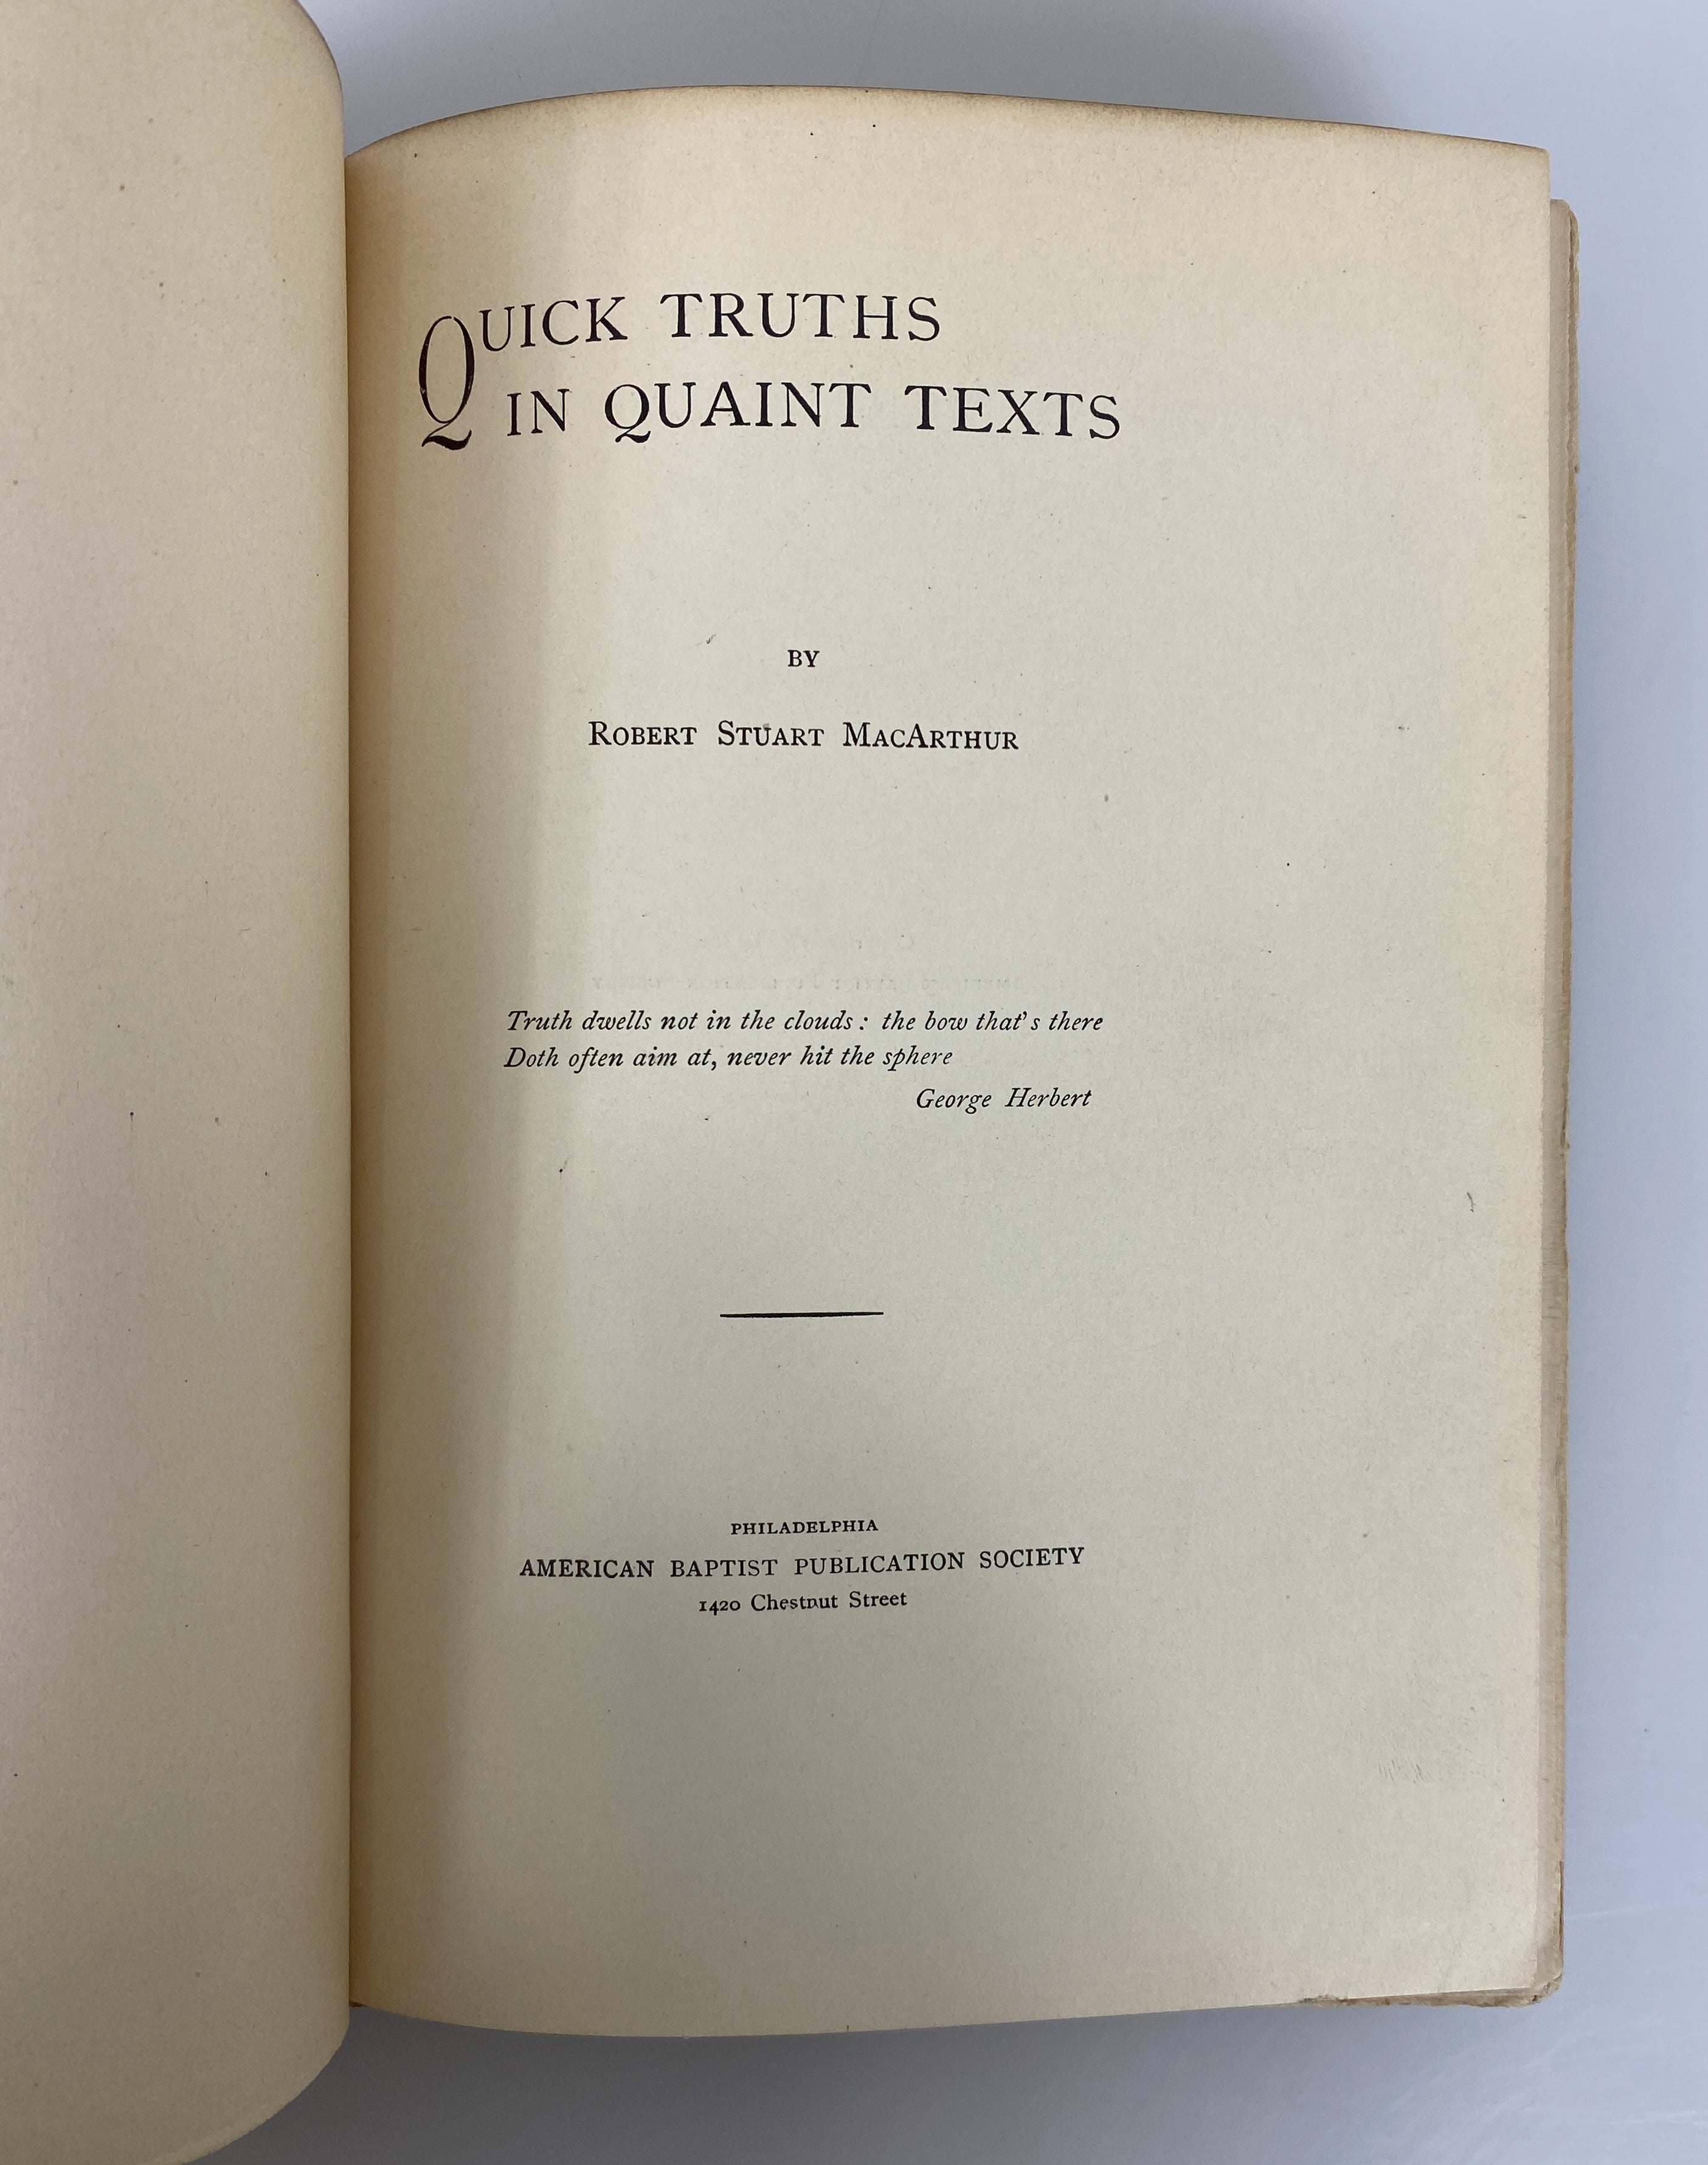 QUICK TRUTHS
IN QUAINT TEXTS
BY
ROBERT STUART MACARTHUR
Truth dwells not in the clouds : the bow that's there
Doth often aim at, never hit the sphere
George Herbert
PHILADELPHIA
AMERICAN BAPTIST PUBLICATION SOCIETY
1420 Chestnut Street